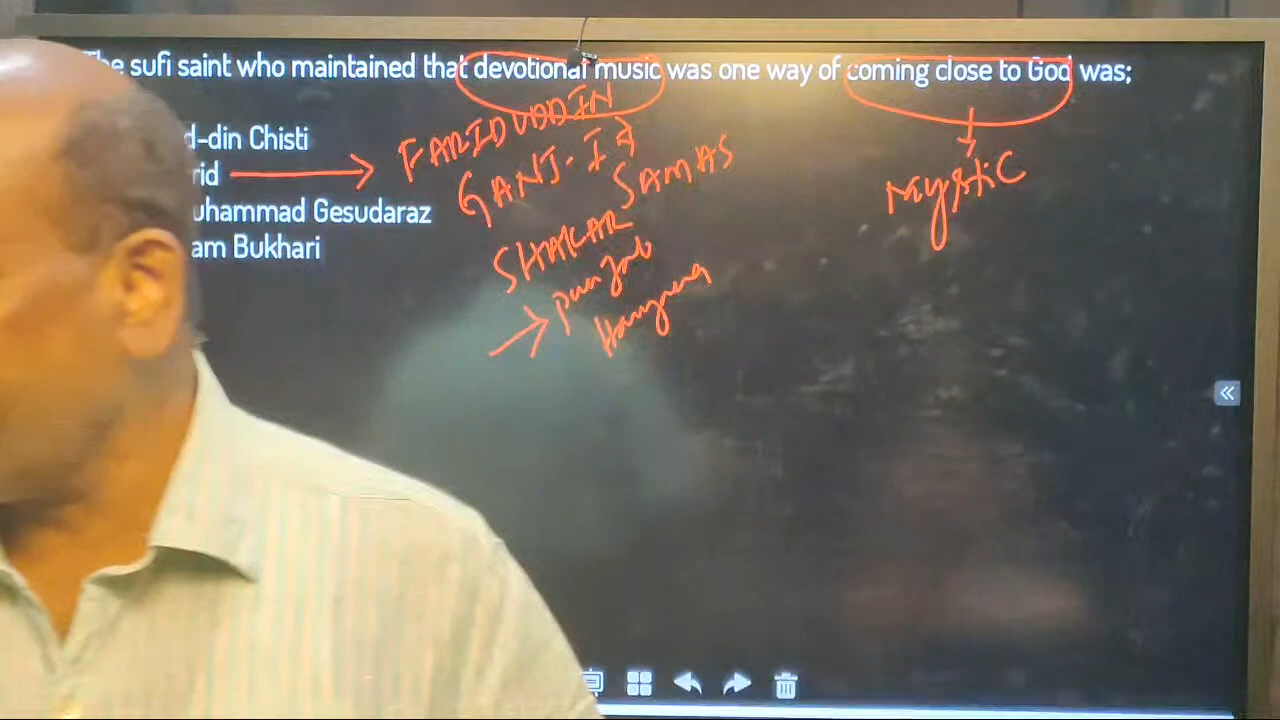 The sufi saint who maintained that devotional music was one way of coming close to God was;
d-din Chisti
rid
uhammad Gesudaraz
am Bukhari
FARIDUDDIN
GANJ-I
SAMAS
SHAKAR
Punjab
Haryana
Mystic